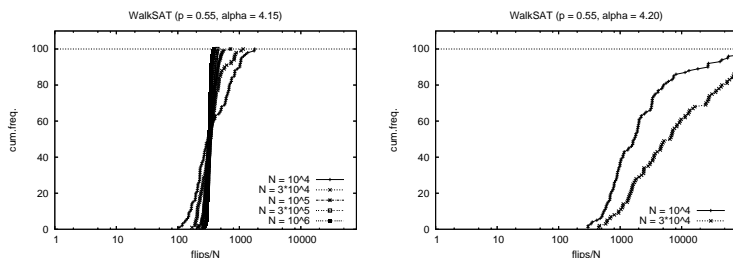 WalkSAT (p = 0.55, alpha = 4.15)
100
80
60
40
20
0
cum.freq.
N = 10^4
N = 3*10^4
N = 10^5
N = 3*10^5
N = 10^6
1 10 100 1000 10000
flips/N
WalkSAT (p = 0.55, alpha = 4.20)
100
80
60
40
20
0
cum.freq.
N = 10^4
N = 3*10^4
1 10 100 1000 10000
flips/N